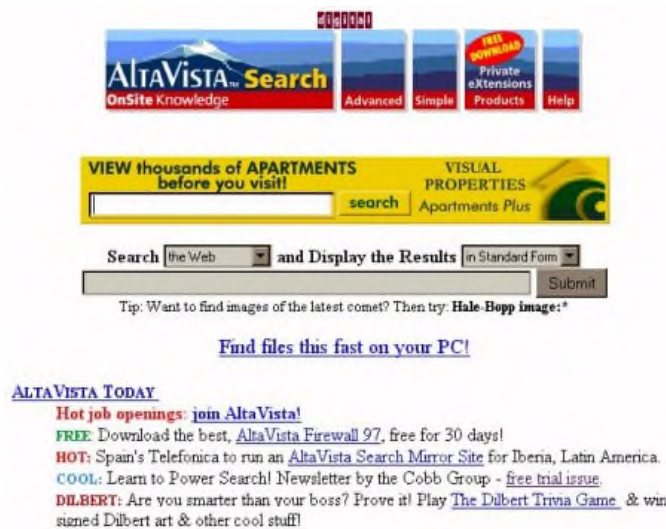 digital
ALTAVISTA™ Search
OnSite Knowledge
Advanced
Simple
FREE
DOWNLOAD
Private
eXtensions
Products
Help
VIEW thousands of APARTMENTS
before you visit!
search
VISUAL
PROPERTIES
Apartments Plus
Search the Web and Display the Results in Standard Form
Submit
Tip: Want to find images of the latest comet? Then try: Hale-Bopp image:*
Find files this fast on your PC!
ALTAVISTA TODAY
Hot job openings: join AltaVista!
FREE: Download the best, AltaVista Firewall 97, free for 30 days!
HOT: Spain's Telefonica to run an AltaVista Search Mirror Site for Iberia, Latin America.
COOL: Learn to Power Search! Newsletter by the Cobb Group - free trial issue.
DILBERT: Are you smarter than your boss? Prove it! Play The Dilbert Trivia Game & win
signed Dilbert art & other cool stuff!